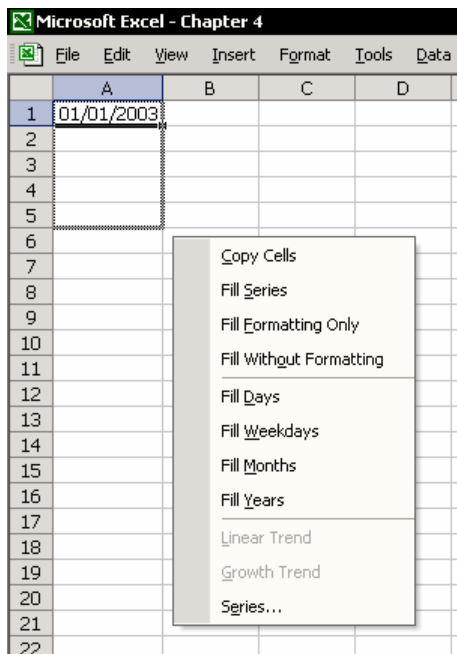 Microsoft Excel - Chapter 4
File Edit View Insert Format Tools Data
A B C D
1 01/01/2003
2
3
4
5
6
7
8
9
10
11
12
13
14
15
16
17
18
19
20
21
22
Copy Cells
Fill Series
Fill Formatting Only
Fill Without Formatting
Fill Days
Fill Weekdays
Fill Months
Fill Years
Linear Trend
Growth Trend
Series...